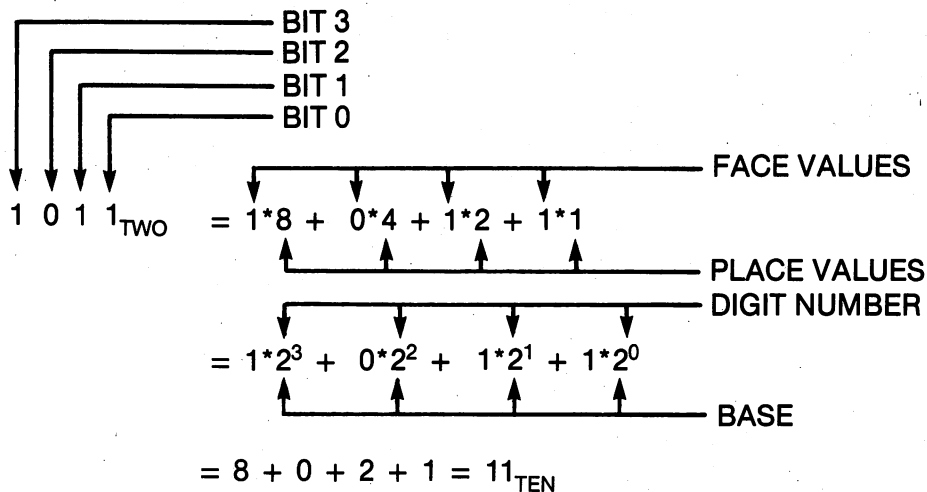 BIT 3
BIT 2
BIT 1
BIT 0
FACE VALUES
1 0 1 1TWO = 1*8 + 0*4 + 1*2 + 1*1
PLACE VALUES
DIGIT NUMBER
= 1*2³ + 0*2² + 1*2¹ + 1*2⁰
BASE
= 8 + 0 + 2 + 1 = 11TEN